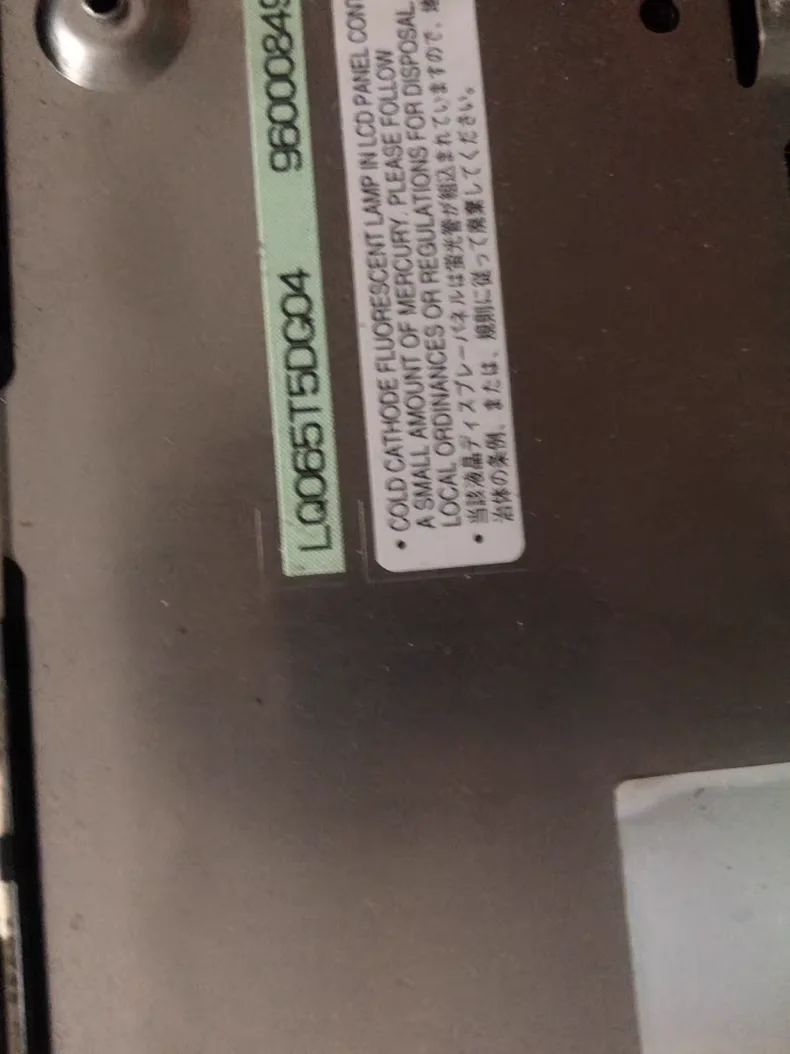 LQ065T5DG04 96000849
• COLD CATHODE FLUORESCENT LAMP IN LCD PANEL CON
A SMALL AMOUNT OF MERCURY. PLEASE FOLLOW
LOCAL ORDINANCES OR REGULATIONS FOR DISPOSAL.
• 当該液晶ディスプレーパネルは蛍光管が組込まれていますので、地
治体の条例、または、規則に従って廃棄してください。